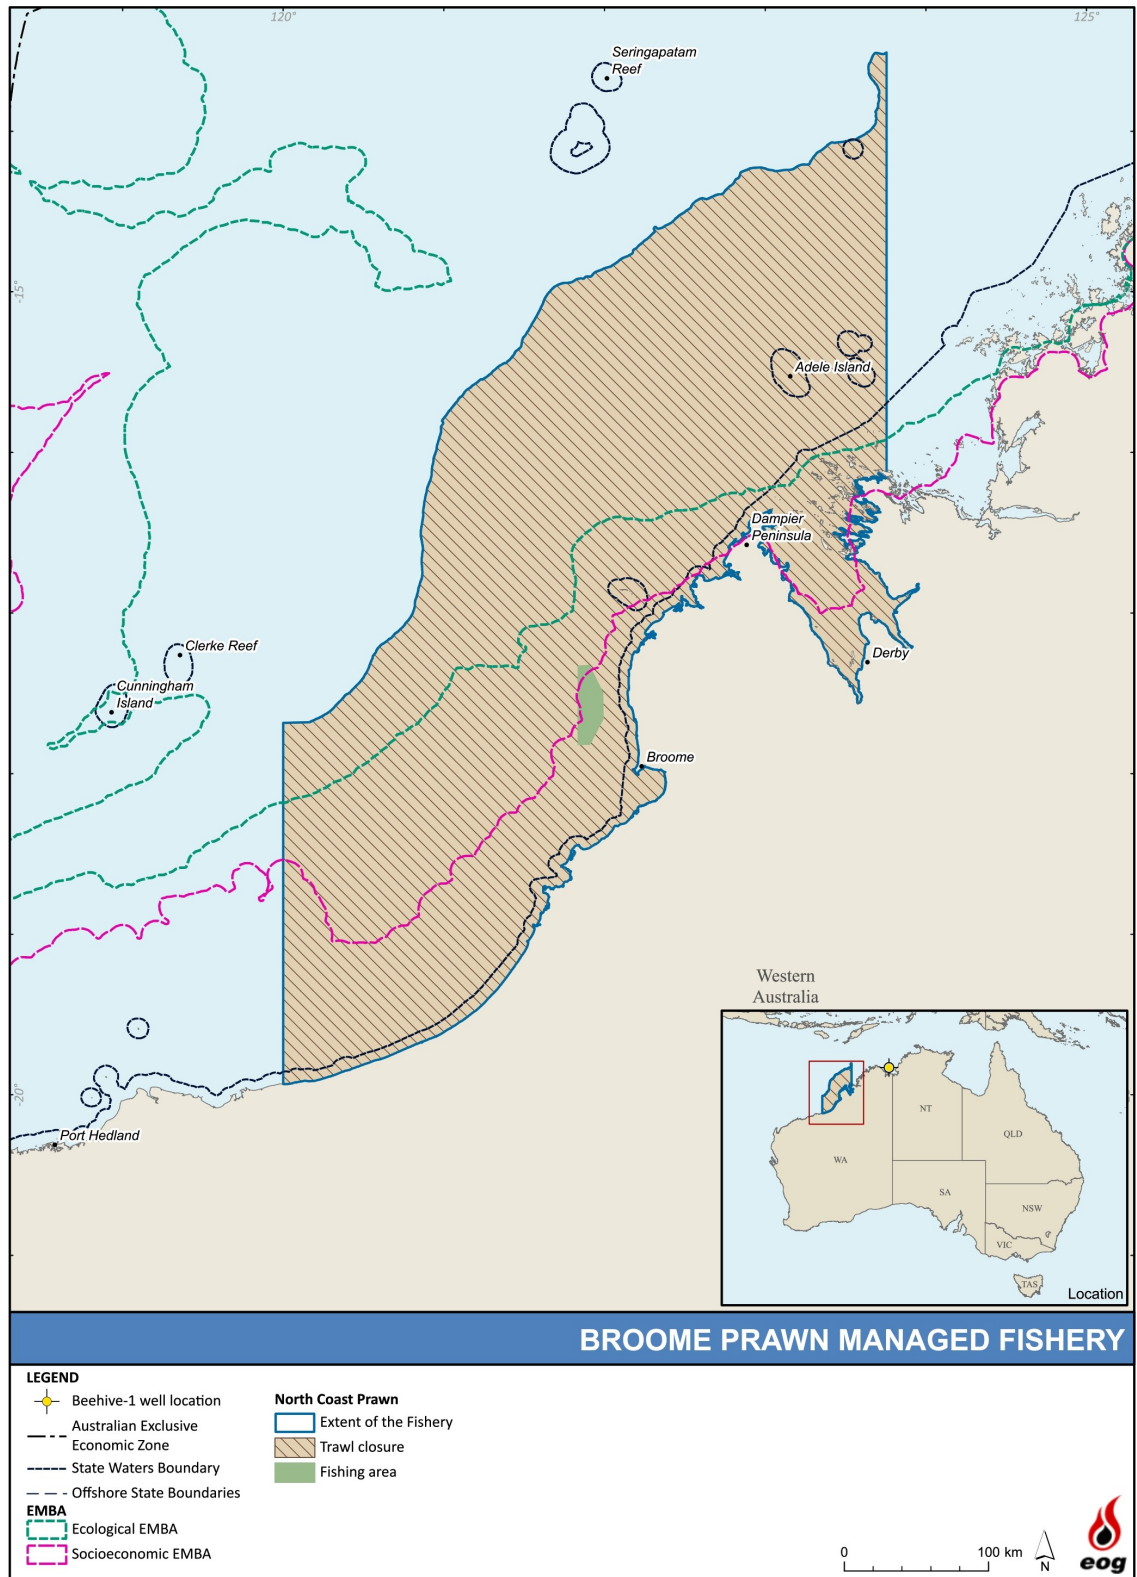 120°
125°
Seringapatam
Reef
-15°
Adele Island
Dampier
Peninsula
Clerke Reef
Derby
Cunningham
Island
Broome
Western
Australia
-20°
Port Hedland
NT
QLD
WA
SA
NSW
VIC
TAS
Location
BROOME PRAWN MANAGED FISHERY
LEGEND
Beehive-1 well location
Australian Exclusive
Economic Zone
State Waters Boundary
Offshore State Boundaries
EMBA
Ecological EMBA
Socioeconomic EMBA
North Coast Prawn
Extent of the Fishery
Trawl closure
Fishing area
0
100 km
N
eog